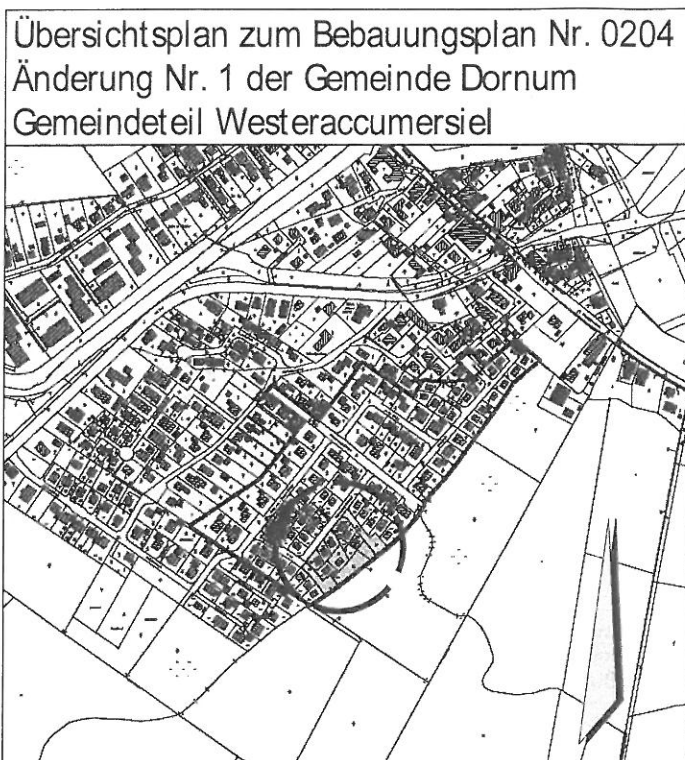 Übersichtsplan zum Bebauungsplan Nr. 0204
Änderung Nr. 1 der Gemeinde Dornum
Gemeindeteil Westeraccumersiel